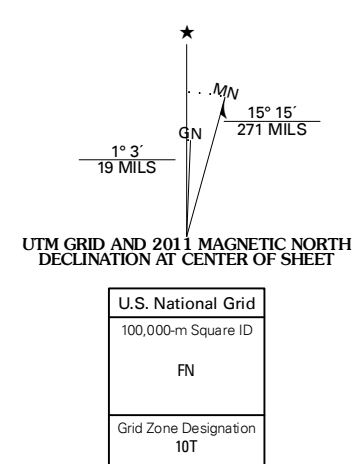 ★
MN
15° 15´
271 MILS
GN
1° 3´
19 MILS
UTM GRID AND 2011 MAGNETIC NORTH
DECLINATION AT CENTER OF SHEET
U.S. National Grid
100,000-m Square ID
FN
Grid Zone Designation
10T